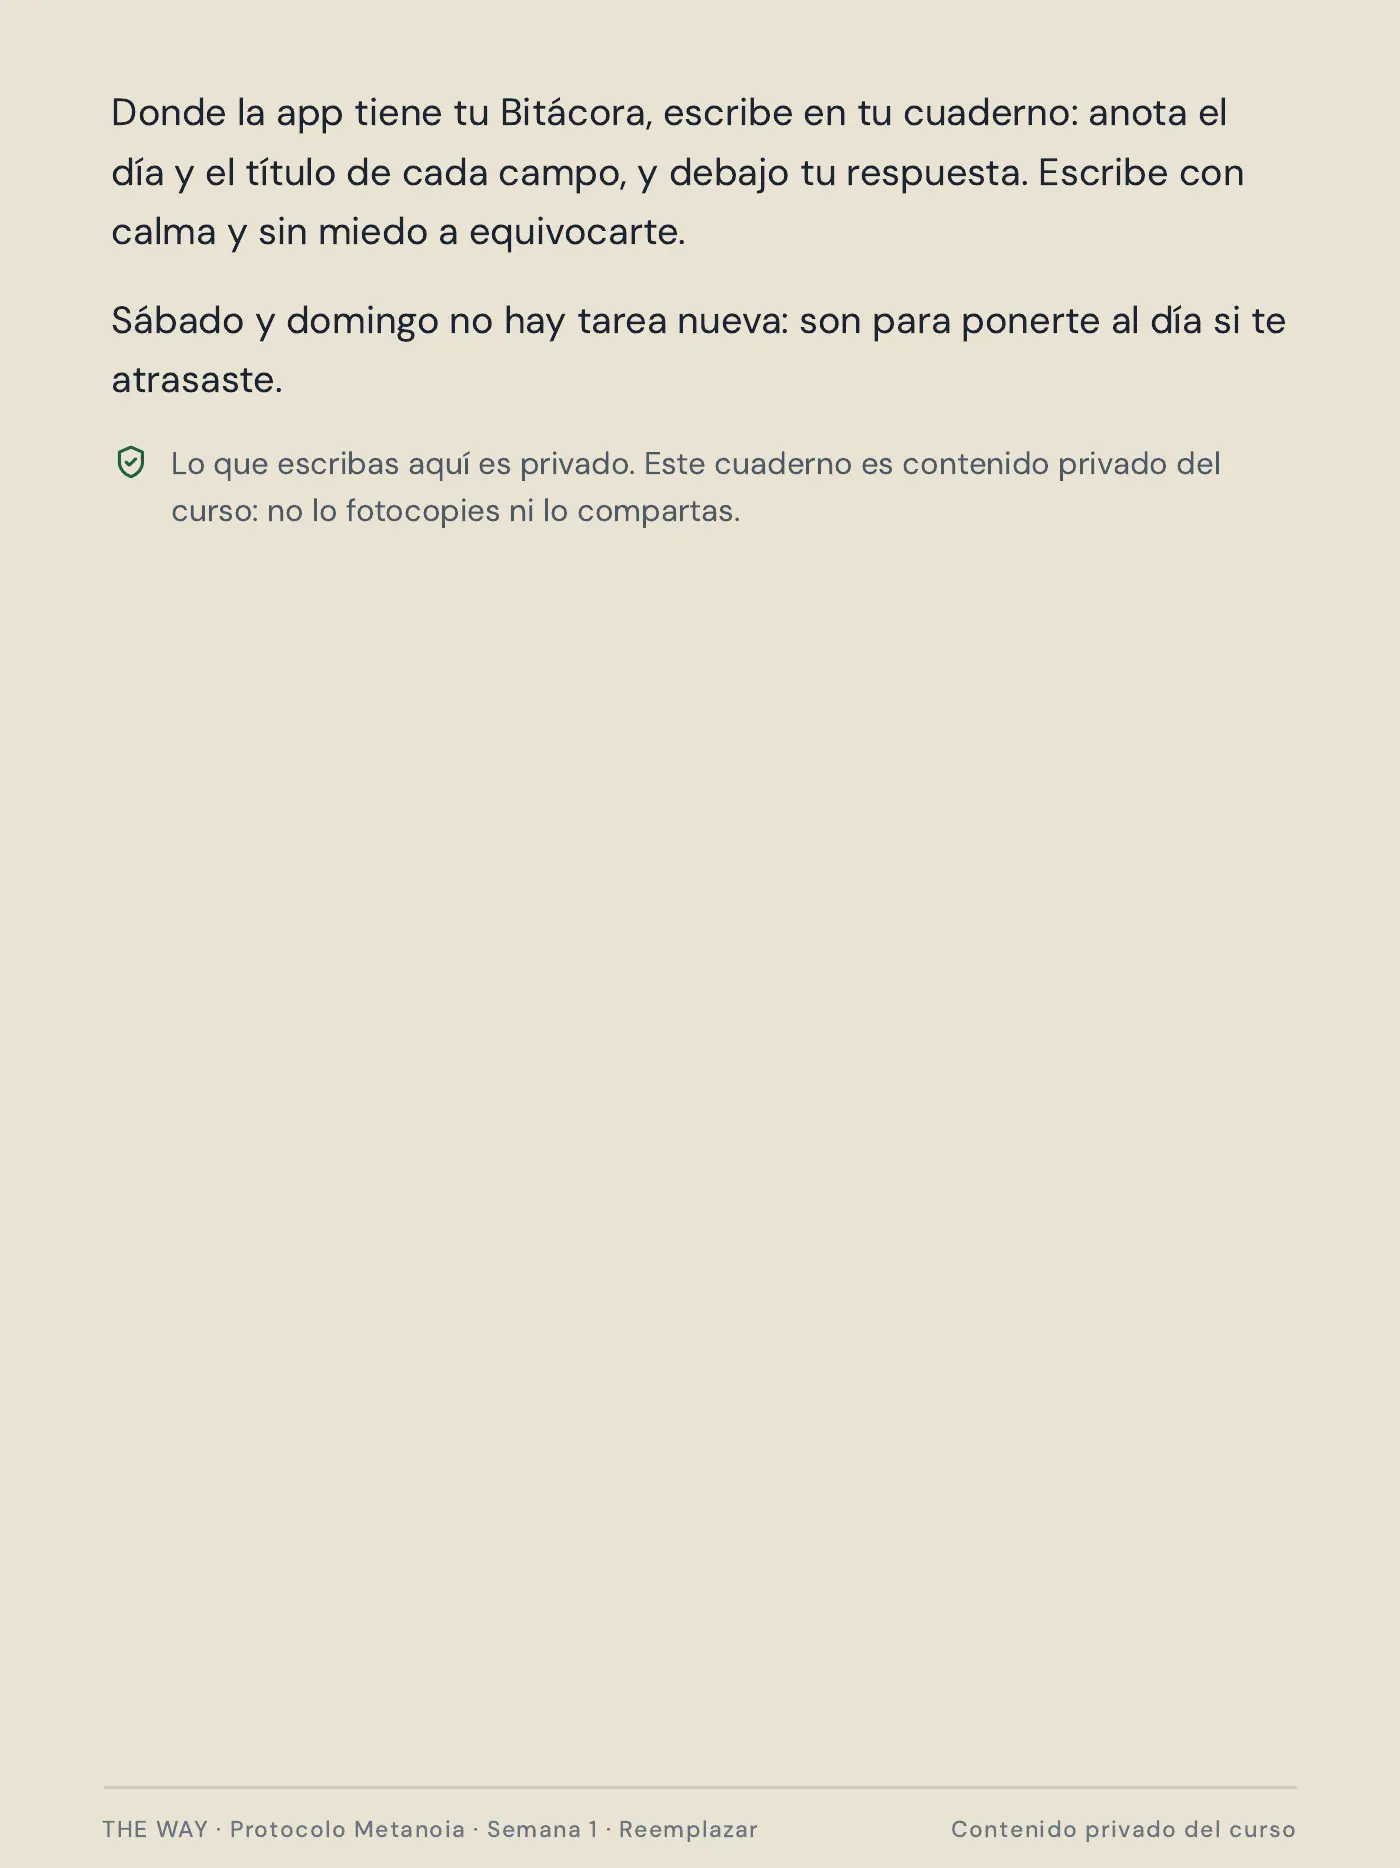 Donde la app tiene tu Bitácora, escribe en tu cuaderno: anota el
día y el título de cada campo, y debajo tu respuesta. Escribe con
calma y sin miedo a equivocarte.
Sábado y domingo no hay tarea nueva: son para ponerte al día si te
atrasaste.
Lo que escribas aquí es privado. Este cuaderno es contenido privado del
curso: no lo fotocopies ni lo compartas.
THE WAY · Protocolo Metanoia · Semana 1 · Reemplazar
Contenido privado del curso